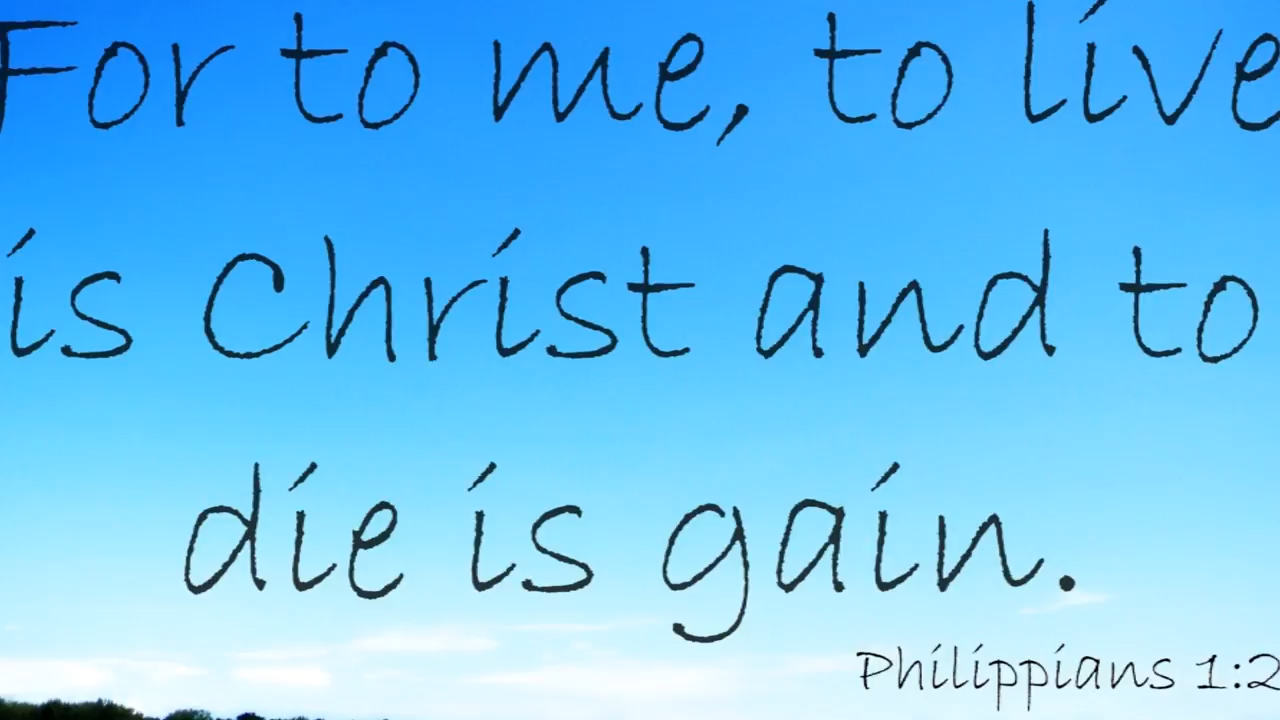 For to me, to live
is Christ and to
die is gain.
Philippians 1:2